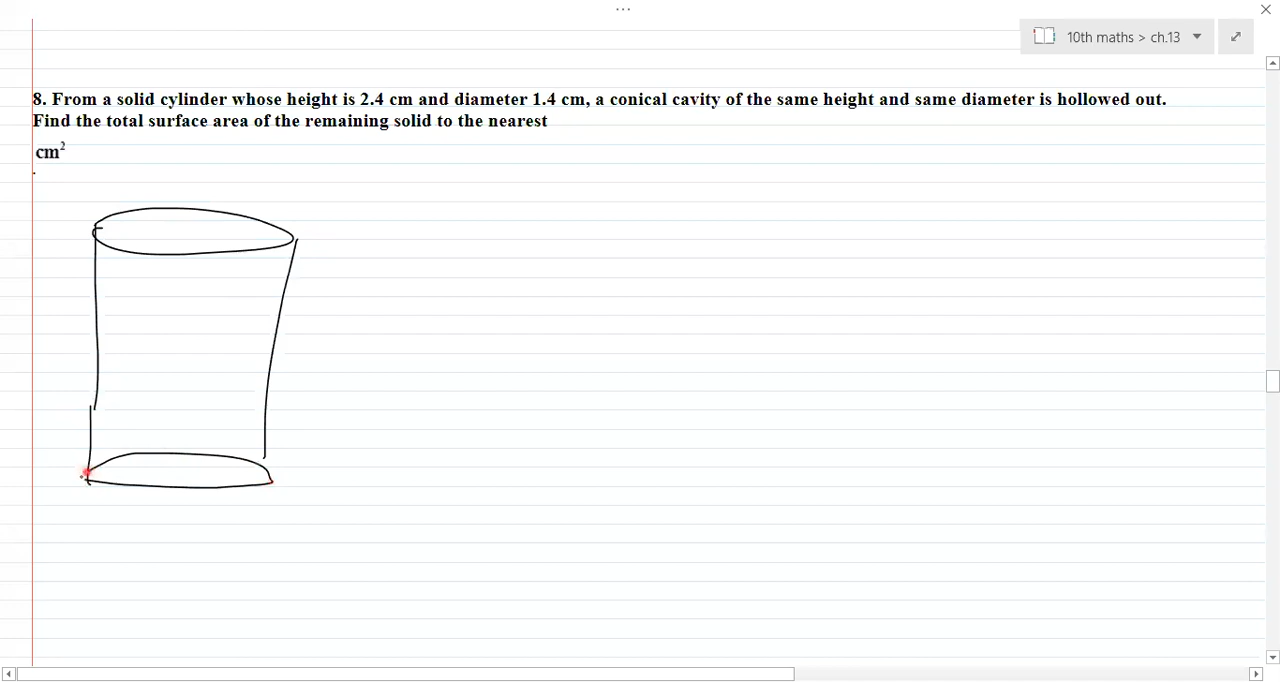 10th maths > ch.13
8. From a solid cylinder whose height is 2.4 cm and diameter 1.4 cm, a conical cavity of the same height and same diameter is hollowed out.
Find the total surface area of the remaining solid to the nearest
cm²
.